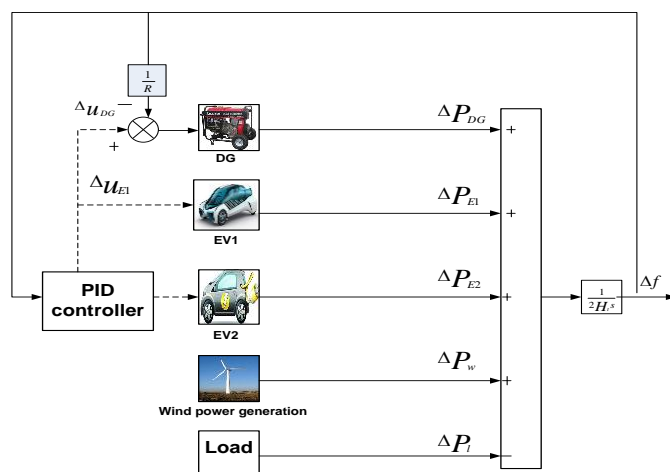 1
R
Δu_DG
−
+
DG
ΔP_DG
+
Δu_E1
EV1
ΔP_E1
+
PID
controller
EV2
ΔP_E2
+
1
2H_t s
Δf
Wind power generation
ΔP_w
+
Load
ΔP_l
−